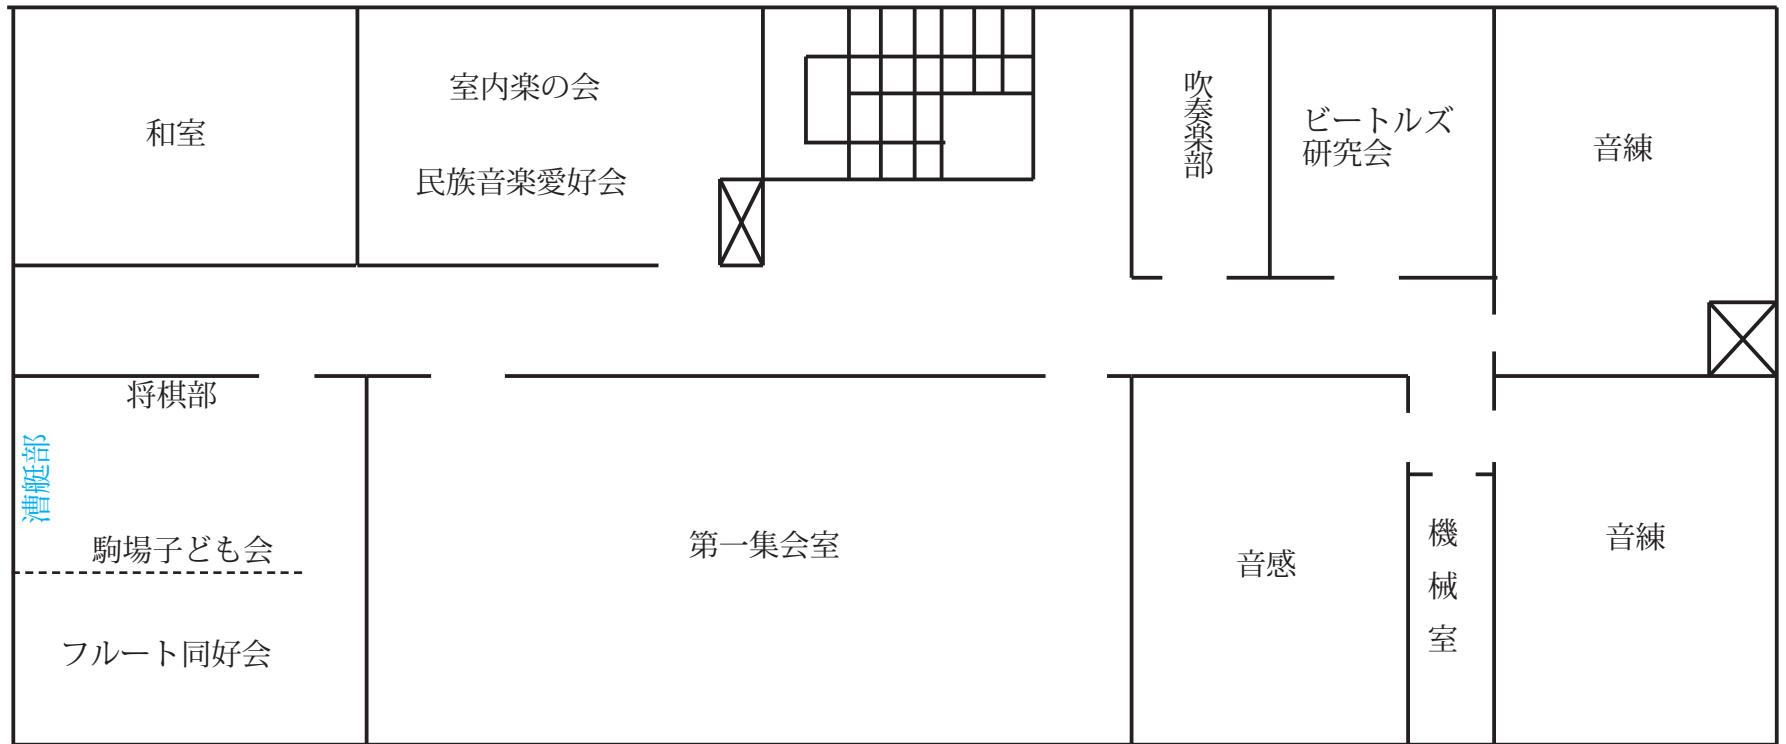 和室
室内楽の会
民族音楽愛好会
吹奏楽部
ビートルズ
研究会
音練
将棋部
漕艇部
駒場子ども会
フルート同好会
第一集会室
音感
機械室
音練